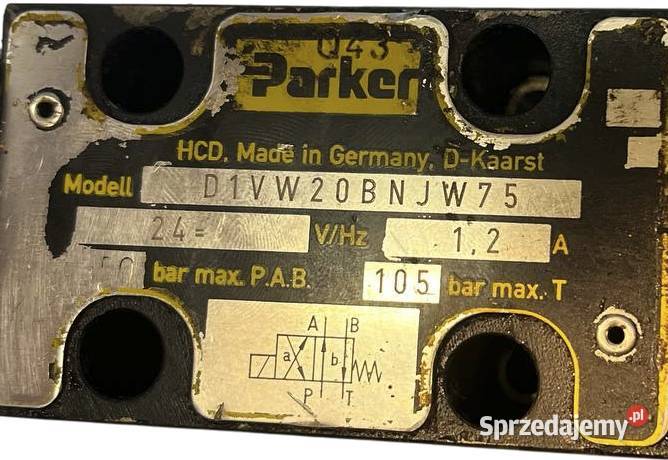 Q43
Parker
HCD, Made in Germany, D-Kaarst
Modell D1VW20BNJW75
24= V/Hz 1,2 A
bar max. P.A.B. 105 bar max. T
A B
a b
P T
Sprzedajemy.pl